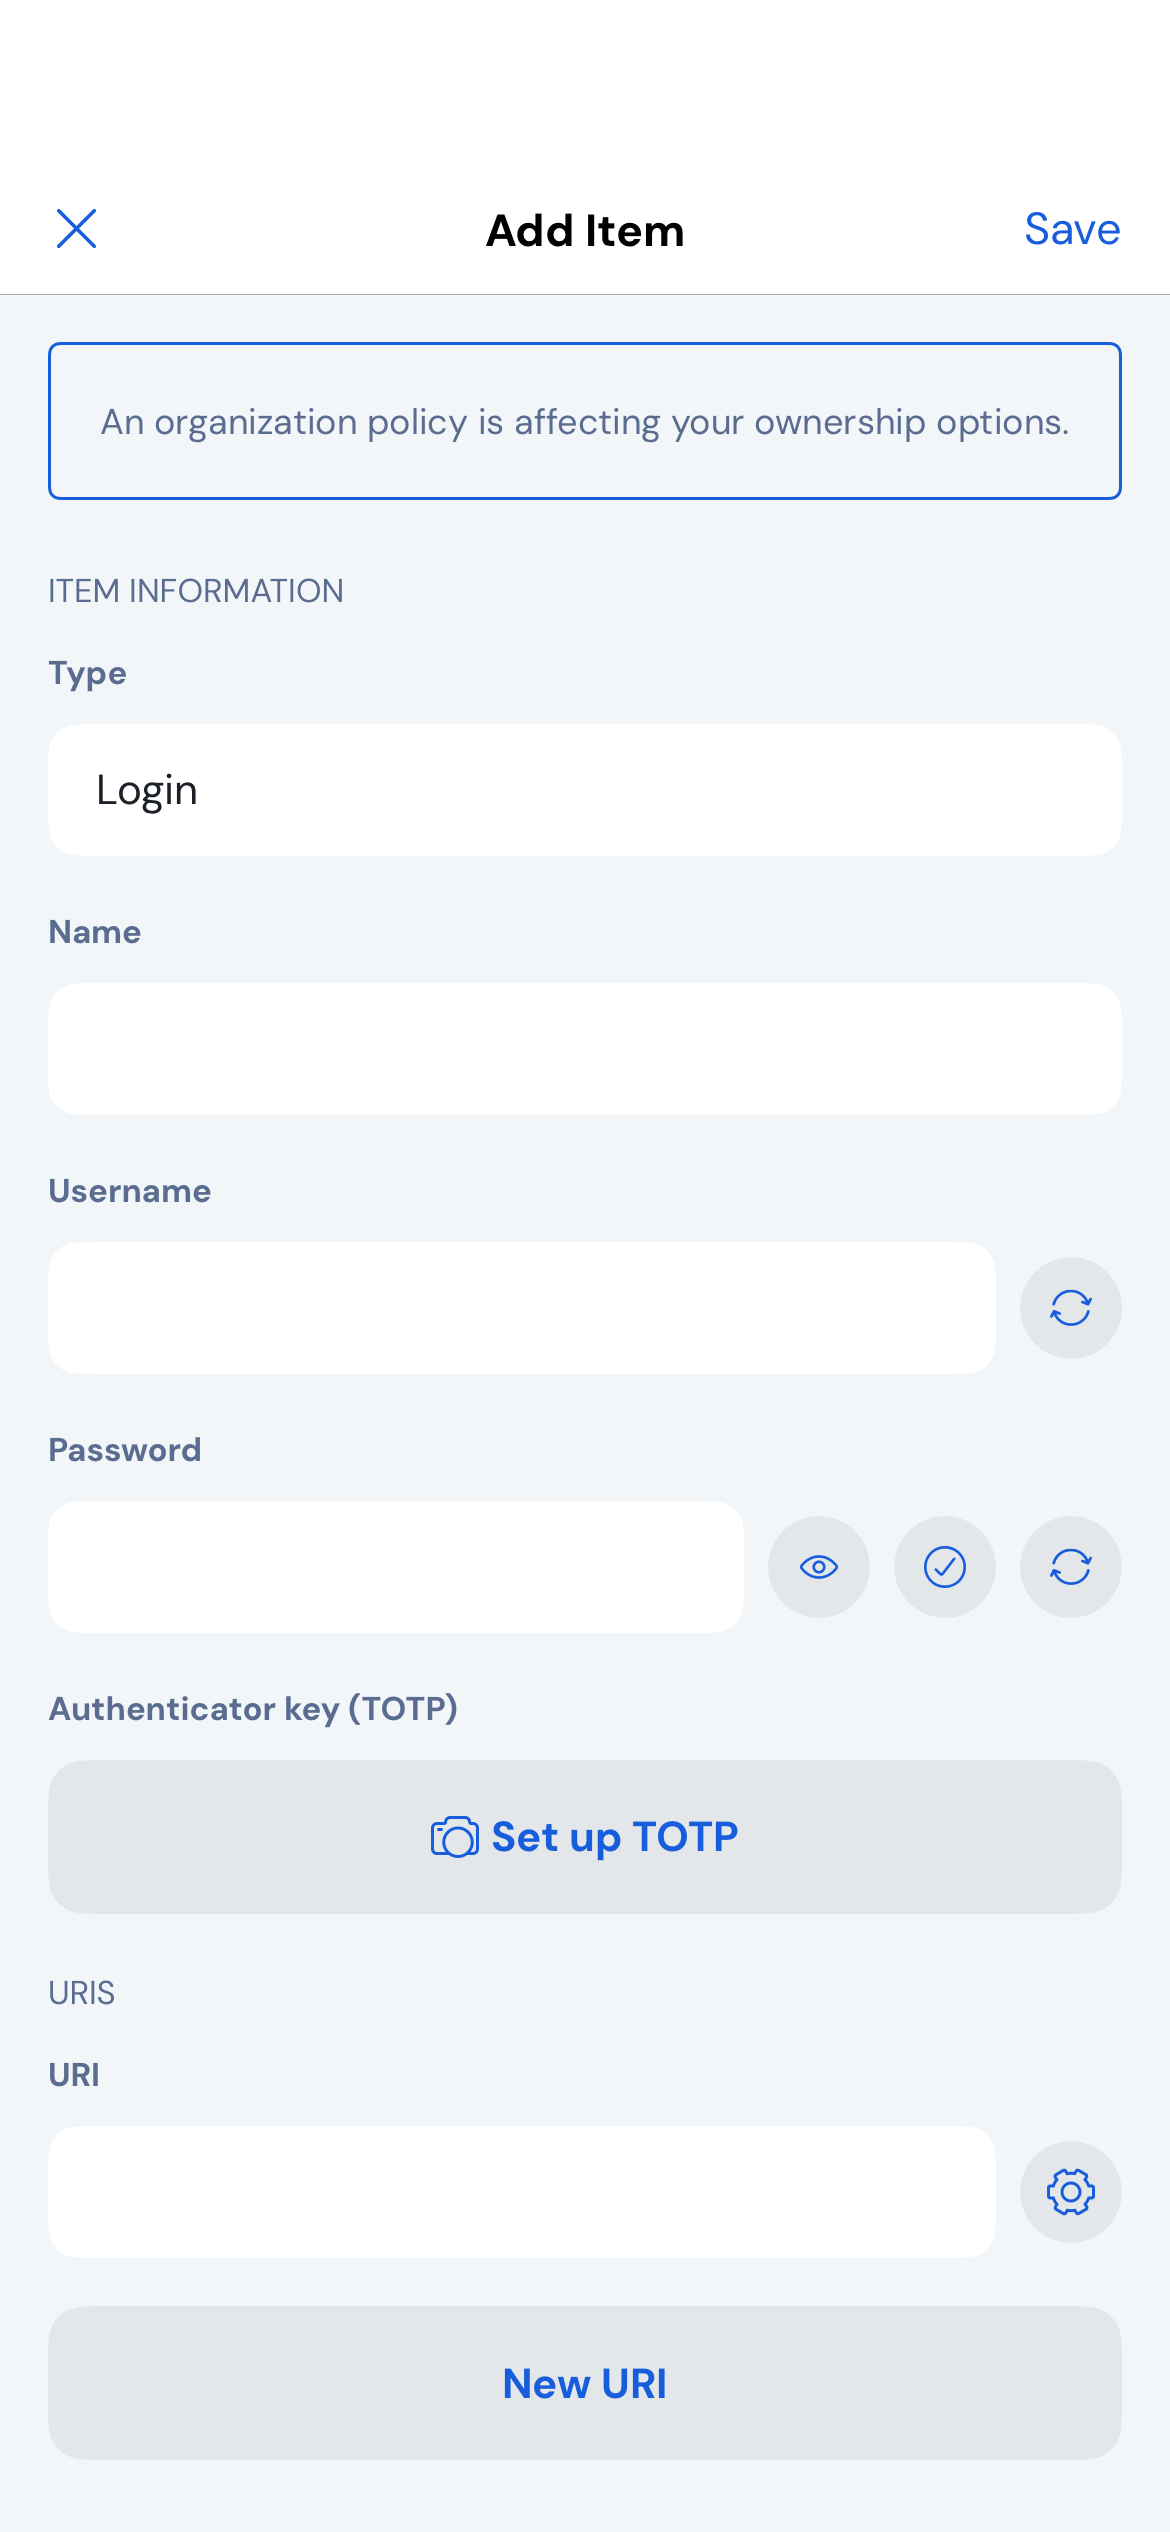 Add Item
Save
An organization policy is affecting your ownership options.
ITEM INFORMATION
Type
Login
Name
Username
Password
Authenticator key (TOTP)
Set up TOTP
URIS
URI
New URI